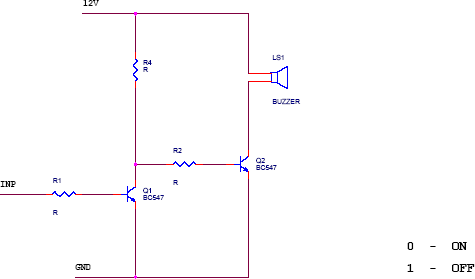 12V
R4
R
LS1
BUZZER
R2
R
Q2
BC547
INP
R1
R
Q1
BC547
GND
0 - ON
1 - OFF